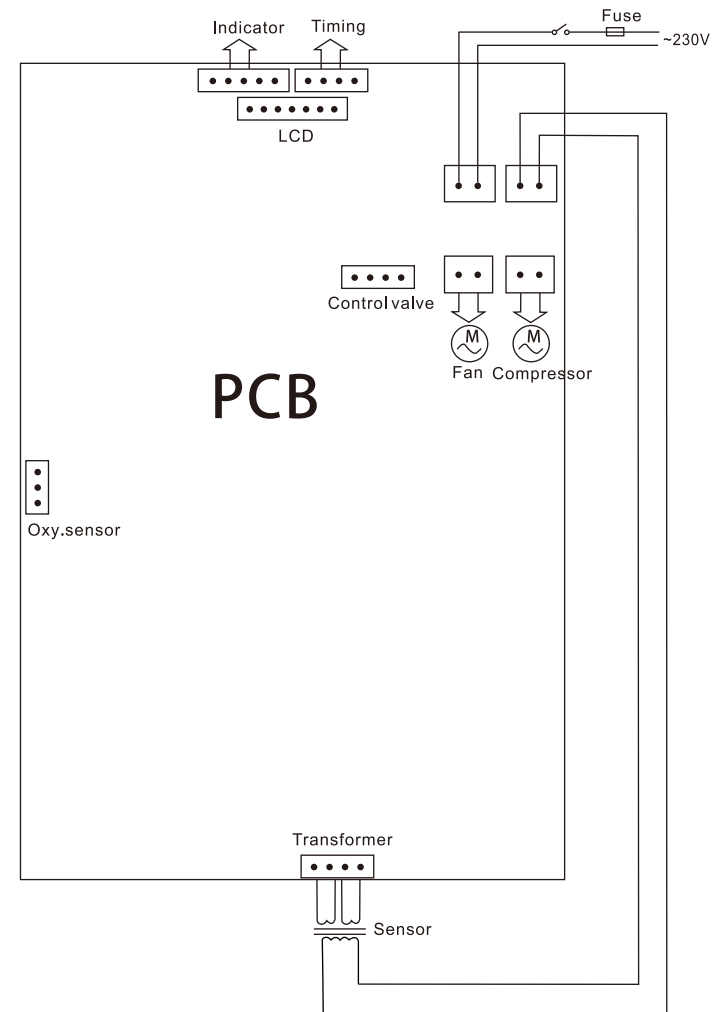 Fuse
Indicator Timing
~230V
LCD
Control valve
M M
Fan Compressor
PCB
Oxy.sensor
Transformer
Sensor